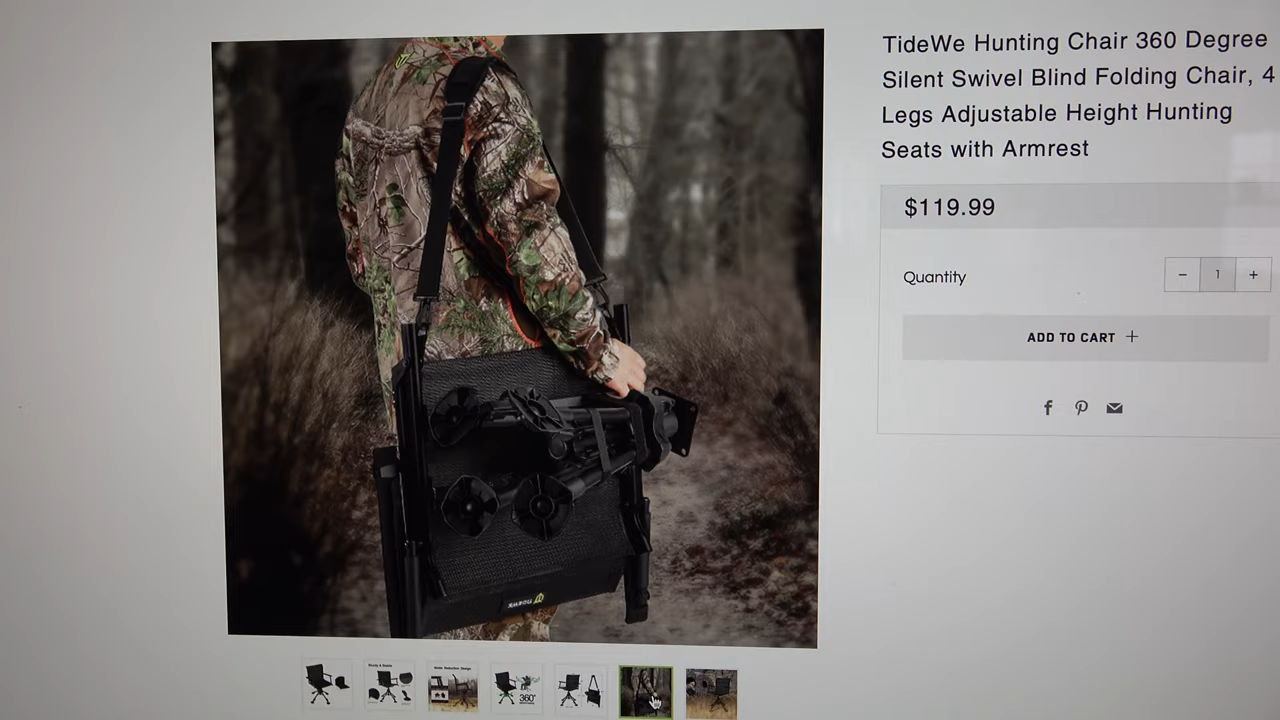 TideWe Hunting Chair 360 Degree
Silent Swivel Blind Folding Chair, 4
Legs Adjustable Height Hunting
Seats with Armrest
$119.99
Quantity
− 1 +
ADD TO CART +
360°